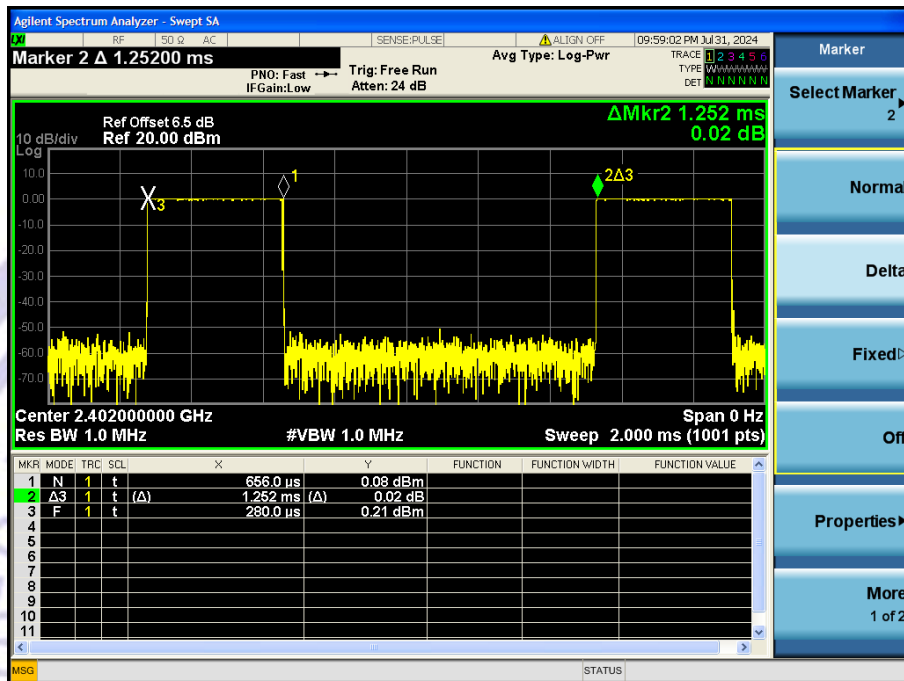 Agilent Spectrum Analyzer - Swept SA
LXI RF 50 Ω AC SENSE:PULSE ALIGN OFF 09:59:02 PM Jul 31, 2024
Marker 2 Δ 1.25200 ms
PNO: Fast Trig: Free Run Avg Type: Log-Pwr TRACE 1 2 3 4 5 6
IFGain:Low Atten: 24 dB TYPE WWWWWW
DET N N N N N N
Marker
Select Marker
2
Normal
Delta
Fixed
Off
Properties
More
1 of 2
Ref Offset 6.5 dB ΔMkr2 1.252 ms
10 dB/div Ref 20.00 dBm 0.02 dB
Log
10.0
0.00
-10.0
-20.0
-30.0
-40.0
-50.0
-60.0
-70.0
3
1
2Δ3
Center 2.402000000 GHz Span 0 Hz
Res BW 1.0 MHz #VBW 1.0 MHz Sweep 2.000 ms (1001 pts)
MKR MODE TRC SCL X Y FUNCTION FUNCTION WIDTH FUNCTION VALUE
1 N 1 t 656.0 µs 0.08 dBm
2 Δ3 1 t (Δ) 1.252 ms (Δ) 0.02 dB
3 F 1 t 280.0 µs 0.21 dBm
4
5
6
7
8
9
10
11
MSG STATUS